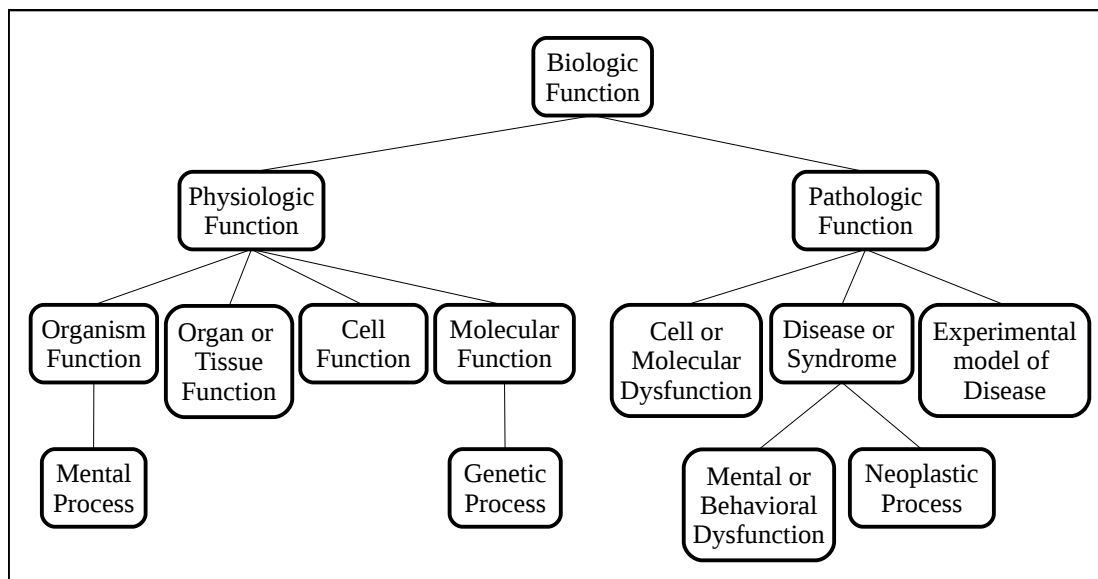 Biologic
Function
Physiologic
Function
Pathologic
Function
Organism
Function
Organ or
Tissue
Function
Cell
Function
Molecular
Function
Cell or
Molecular
Dysfunction
Disease or
Syndrome
Experimental
model of
Disease
Mental
Process
Genetic
Process
Mental or
Behavioral
Dysfunction
Neoplastic
Process